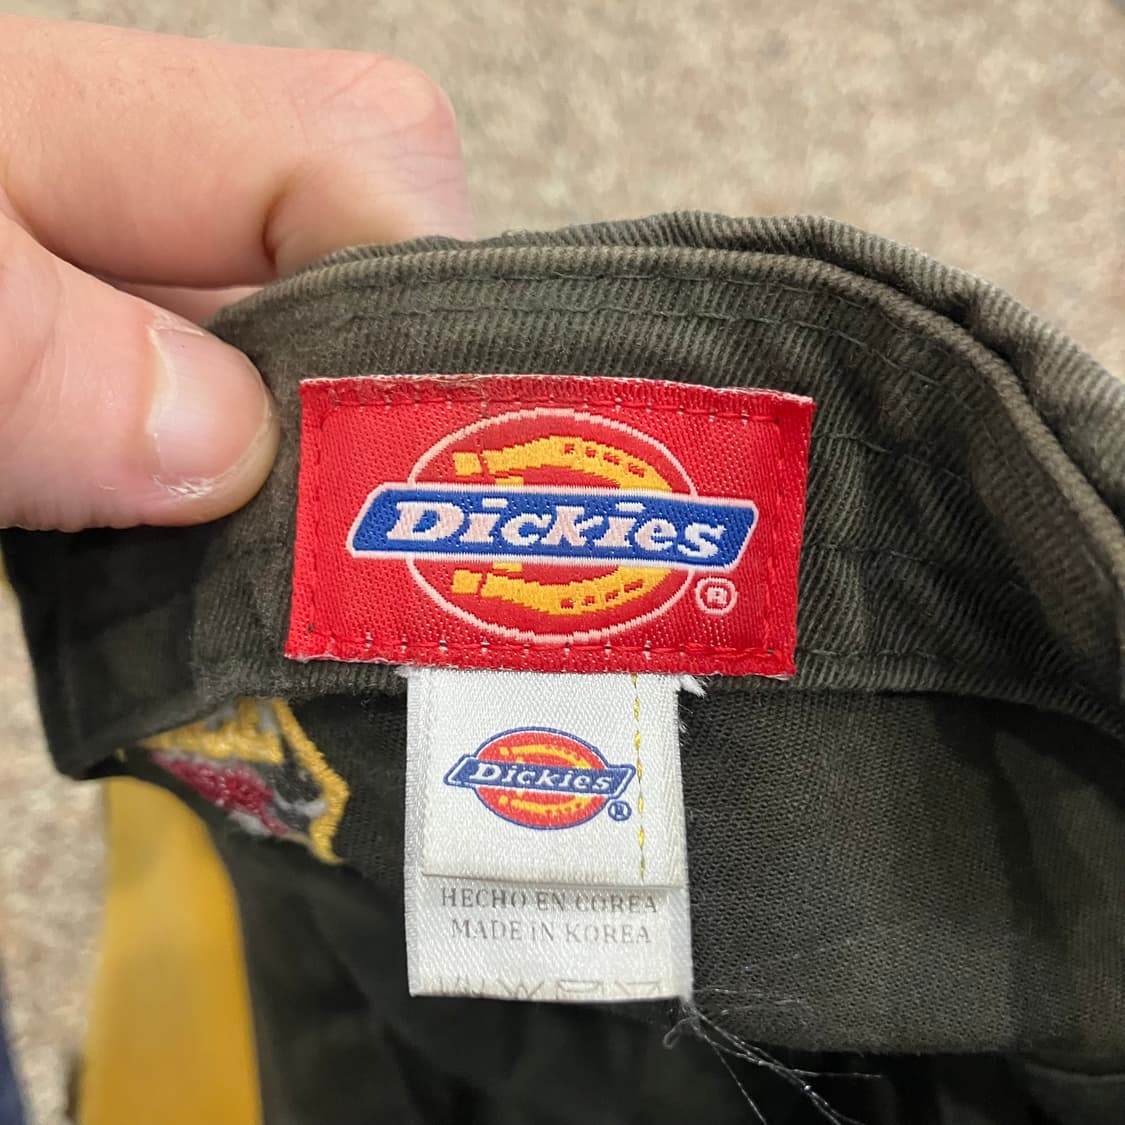 Dickies
®
Dickies®
HECHO EN COREA
MADE IN KOREA